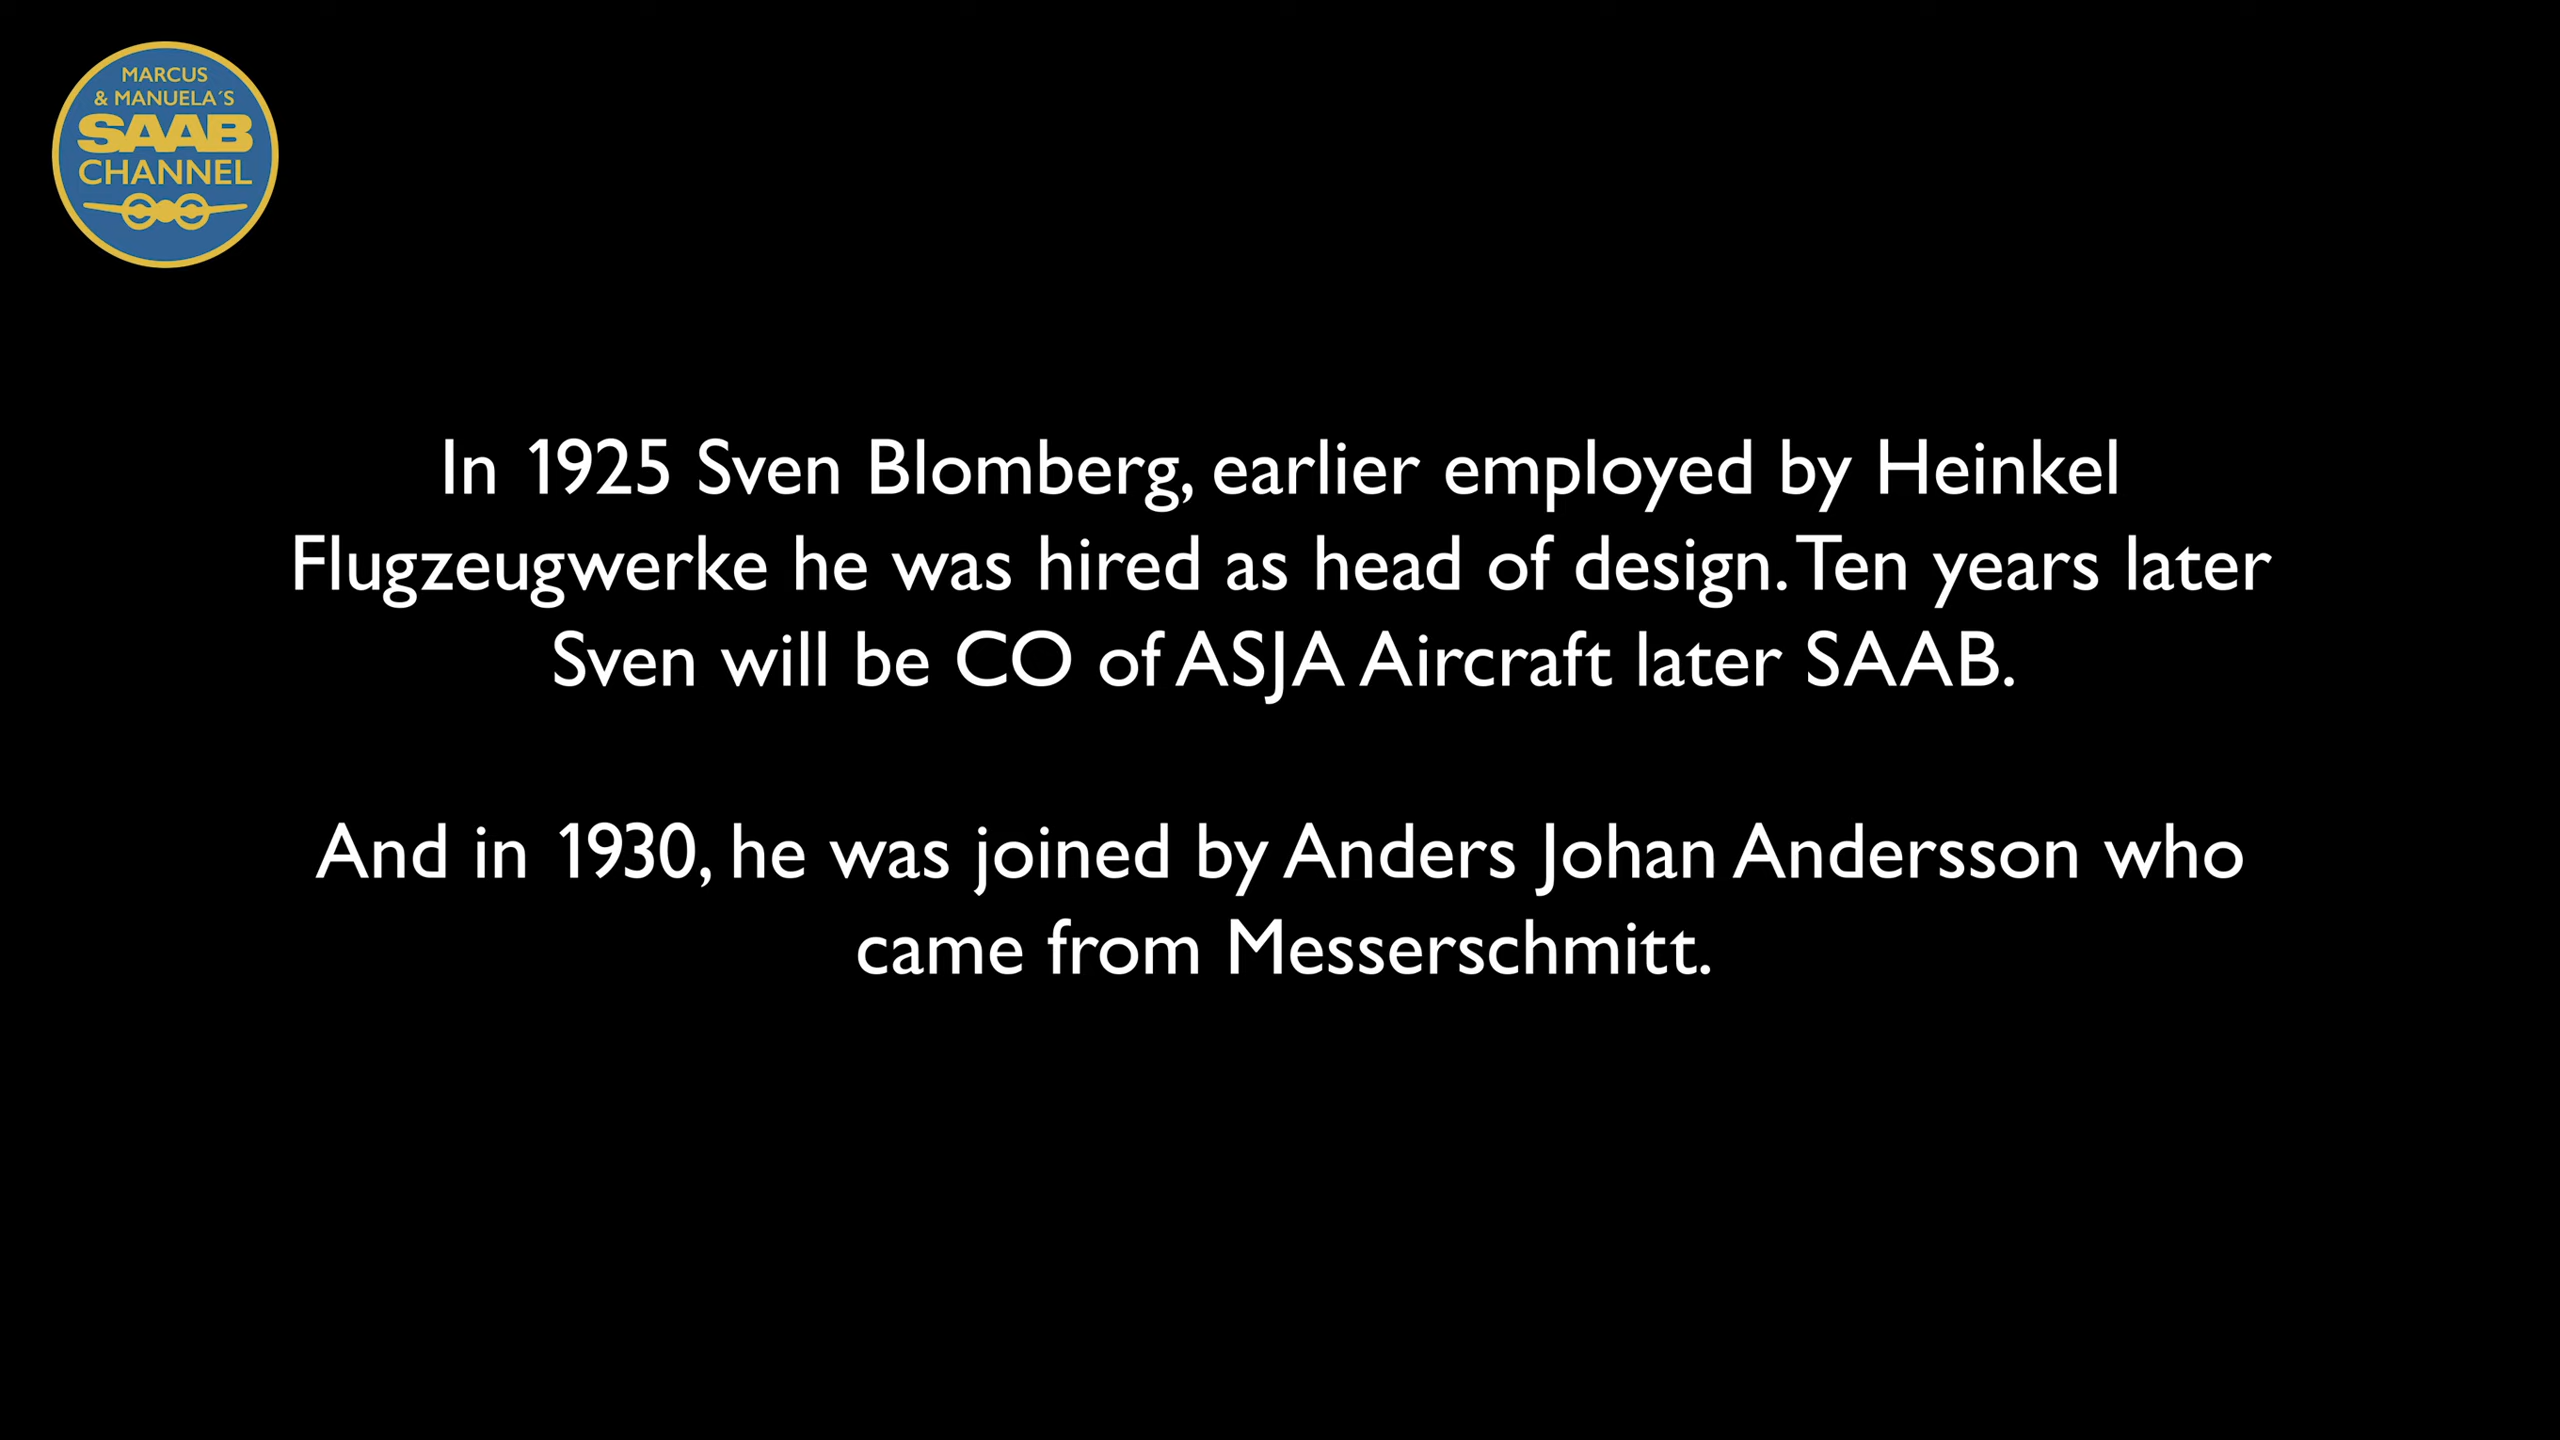 MARCUS
& MANUELA´S
SAAB
CHANNEL
In 1925 Sven Blomberg, earlier employed by Heinkel
Flugzeugwerke he was hired as head of design. Ten years later
Sven will be CO of ASJA Aircraft later SAAB.
And in 1930, he was joined by Anders Johan Andersson who
came from Messerschmitt.